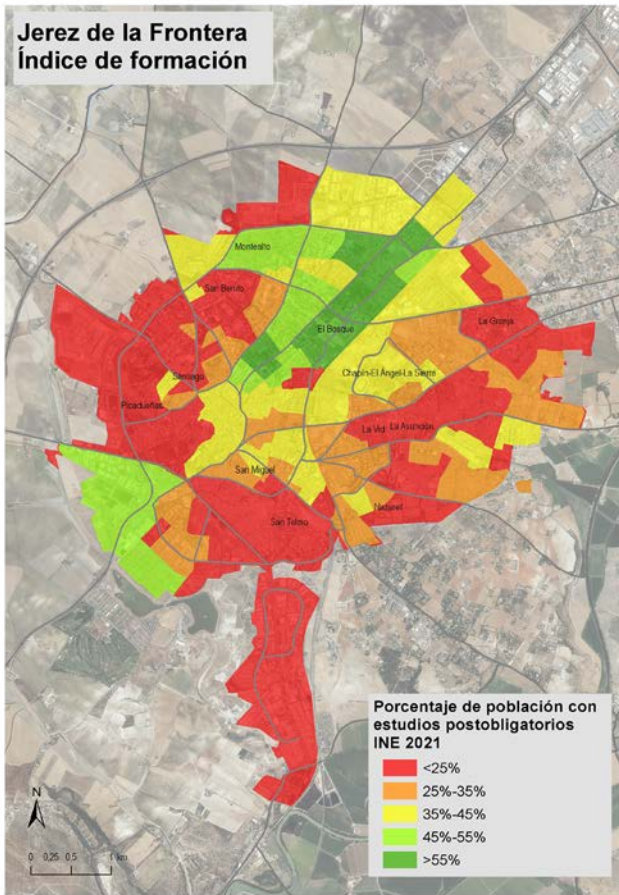 Jerez de la Frontera
Índice de formación
Montealto
San Benito
El Bosque
La Granja
Santiago
Chapín-El Ángel-La Sierra
Picadueñas
La Vid
La Asunción
San Miguel
San Telmo
Nazaret
Porcentaje de población con
estudios postobligatorios
INE 2021
<25%
25%-35%
35%-45%
45%-55%
>55%
N
0 0,25 0,5 1 km